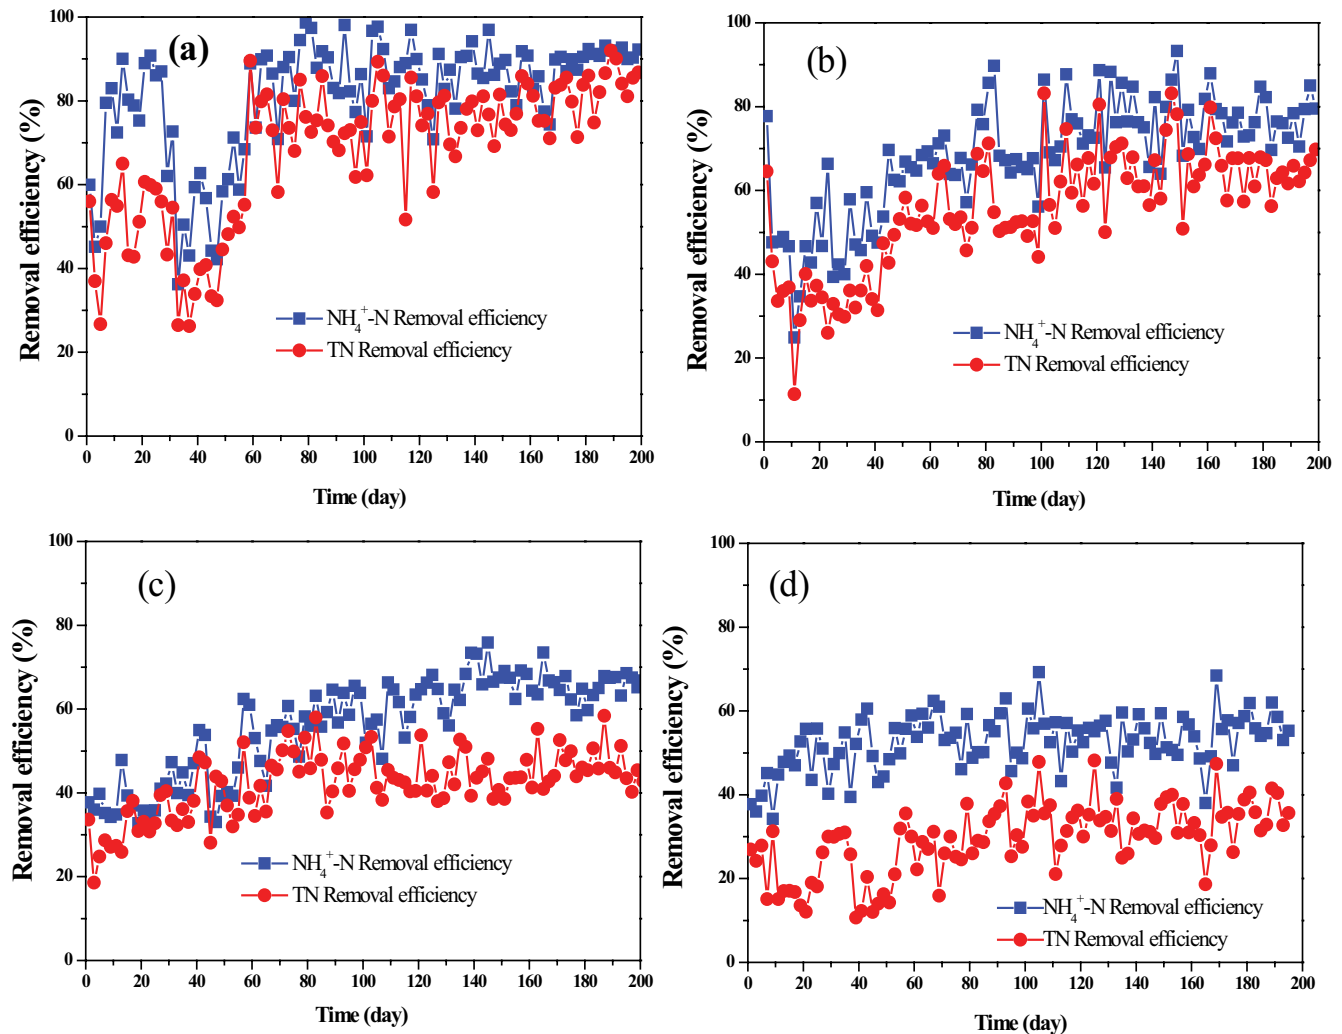 (a)
Removal efficiency (%)
100
80
60
40
20
0
NH4+-N Removal efficiency
TN Removal efficiency
0 20 40 60 80 100 120 140 160 180 200
Time (day)
(b)
Removal efficiency (%)
100
80
60
40
20
0
NH4+-N Removal efficiency
TN Removal efficiency
0 20 40 60 80 100 120 140 160 180 200
Time (day)
(c)
Removal efficiency (%)
100
80
60
40
20
0
NH4+-N Removal efficiency
TN Removal efficiency
0 20 40 60 80 100 120 140 160 180 200
Time (day)
(d)
Removal efficiency (%)
100
80
60
40
20
0
NH4+-N Removal efficiency
TN Removal efficiency
0 20 40 60 80 100 120 140 160 180 200
Time (day)